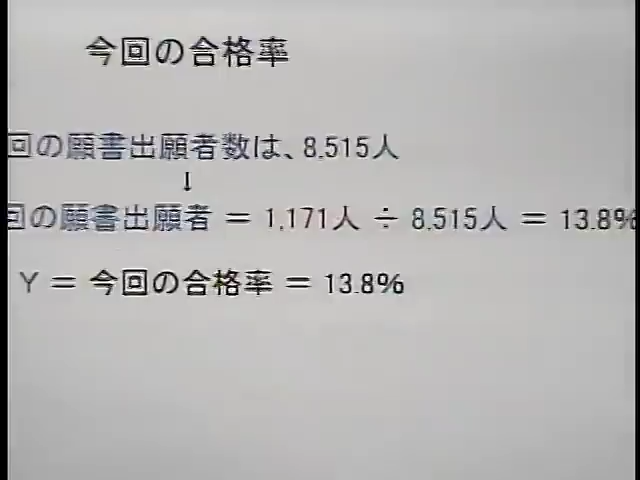 今回の合格率
回の願書出願者数は、8,515人
↓
回の願書出願者 = 1,171人 ÷ 8.515人 = 13.8%
Y = 今回の合格率 = 13.8%